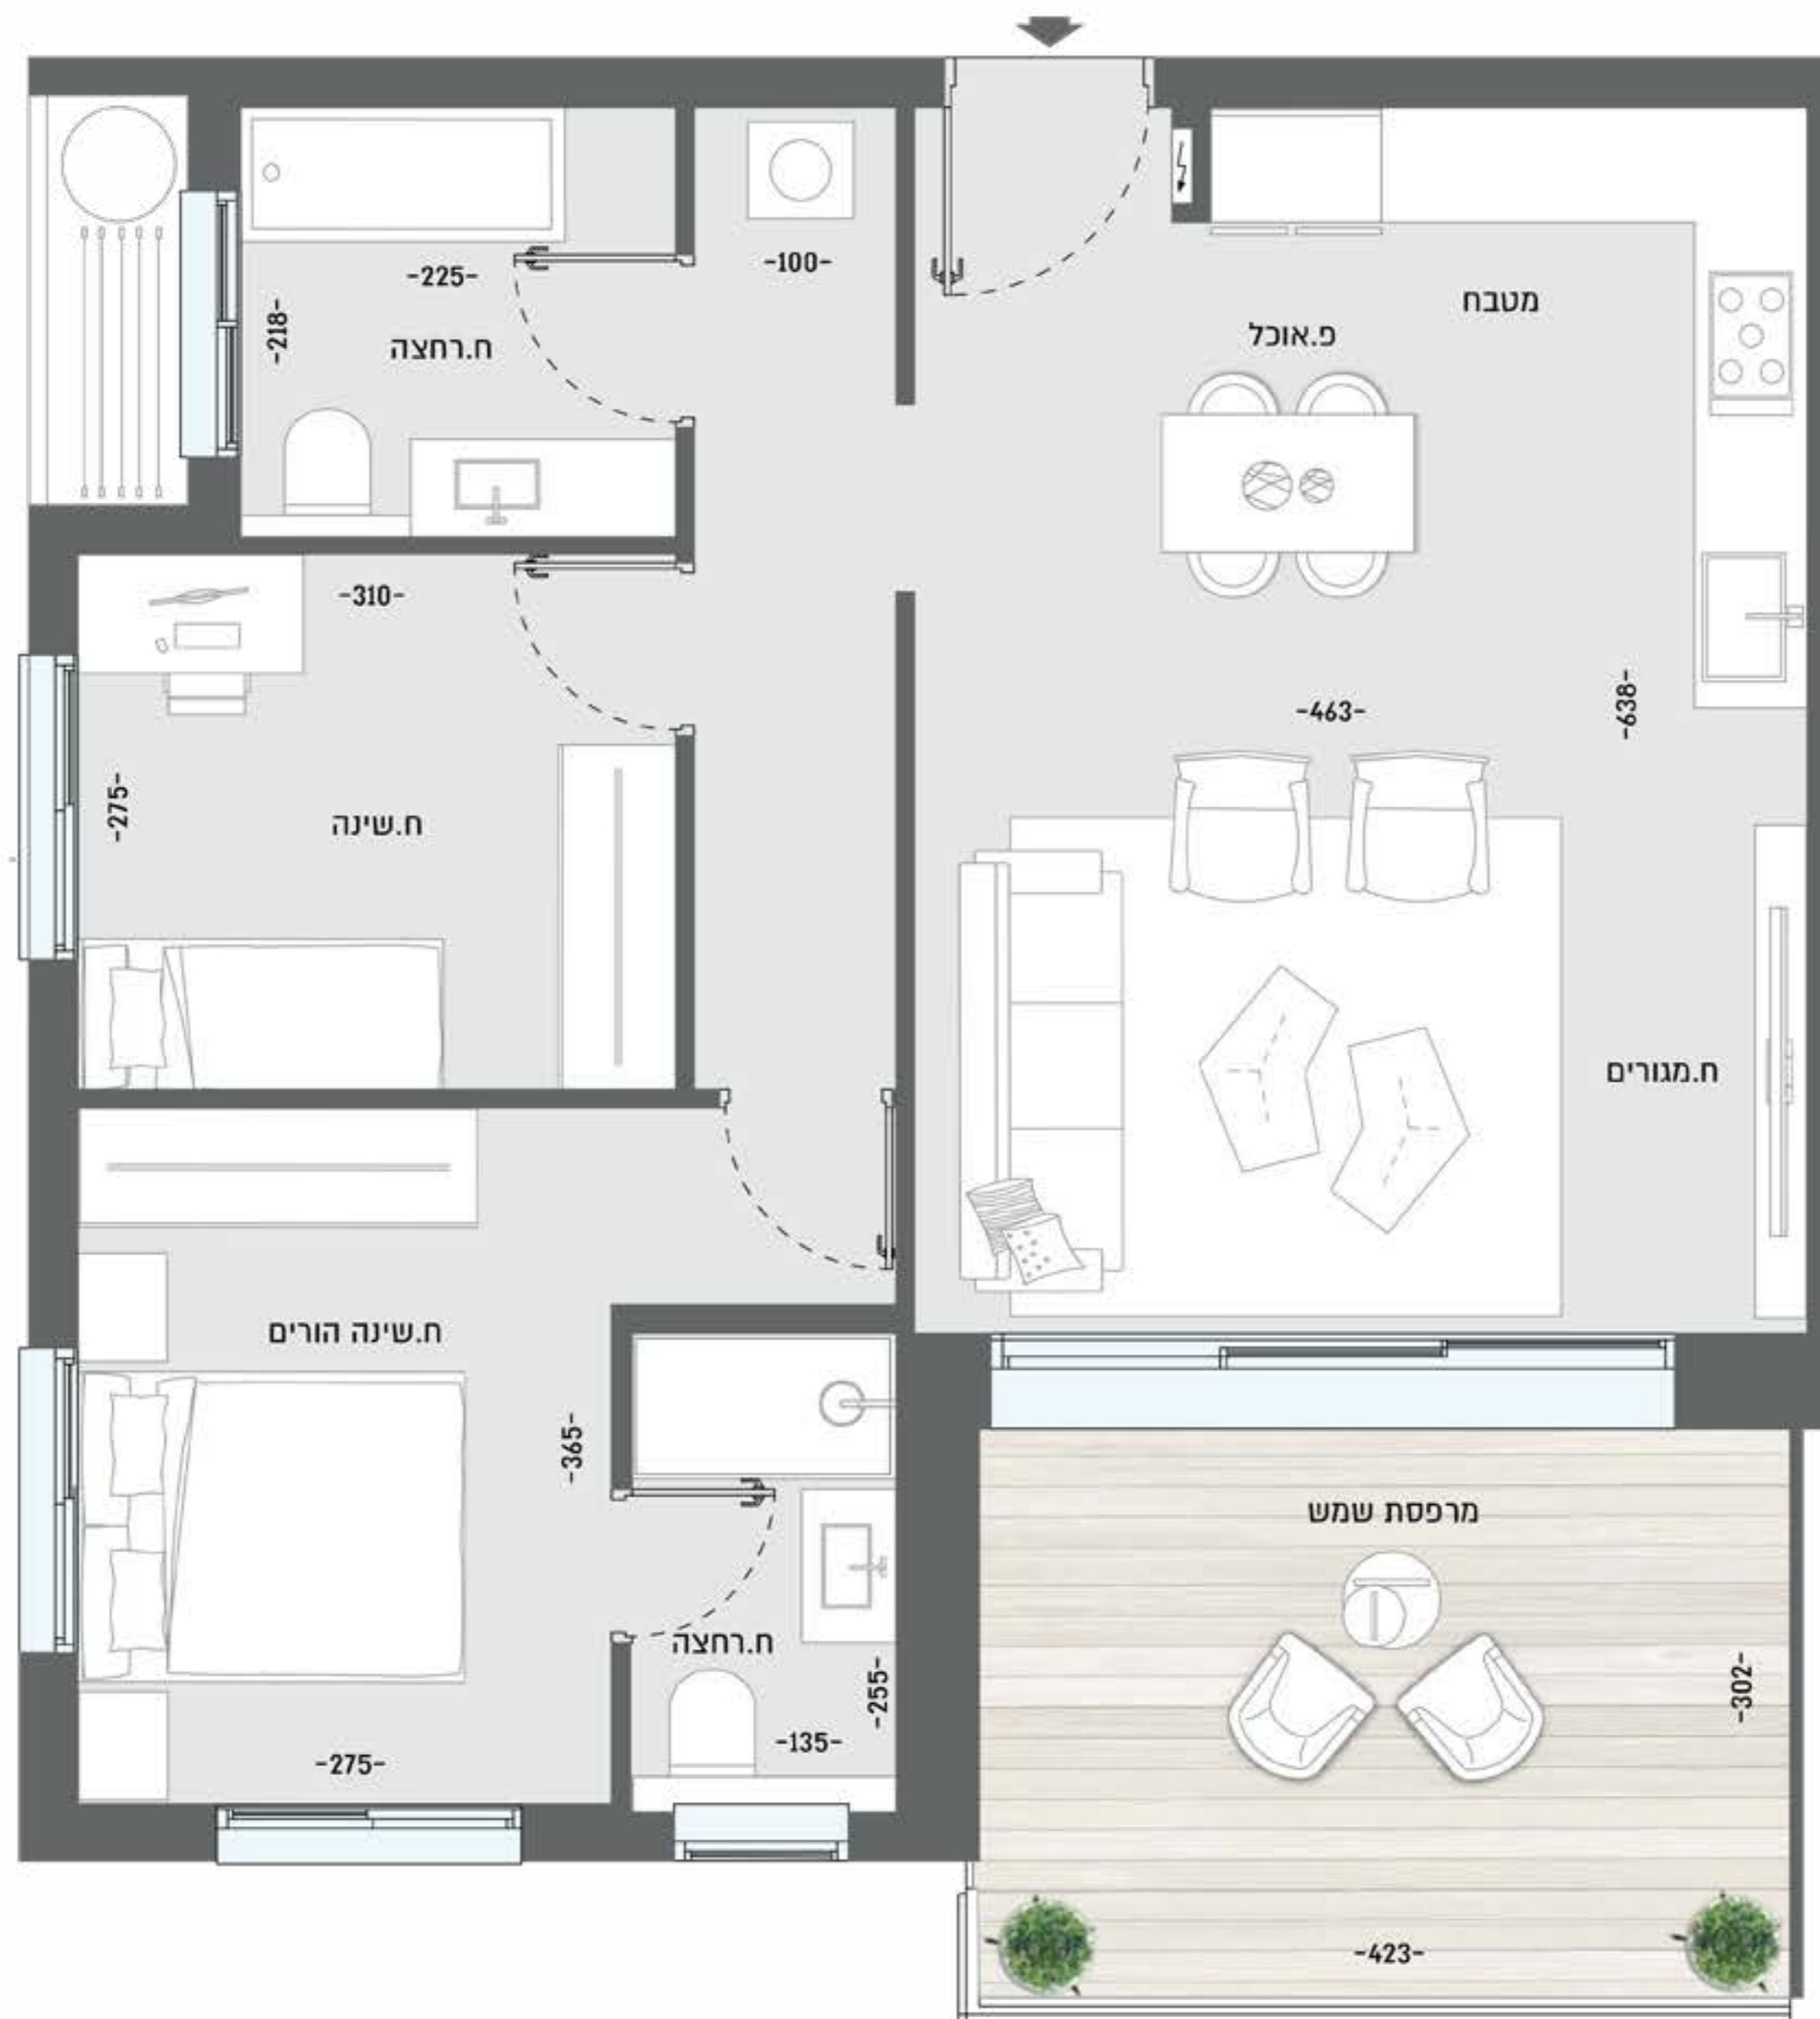 -225-
-218-
ח.רחצה
-100-
מטבח
פ.אוכל
-310-
-275-
ח.שינה
-463-
-638-
ח.מגורים
ח.שינה הורים
-365-
-275-
ח.רחצה
-255-
-135-
מרפסת שמש
-302-
-423-